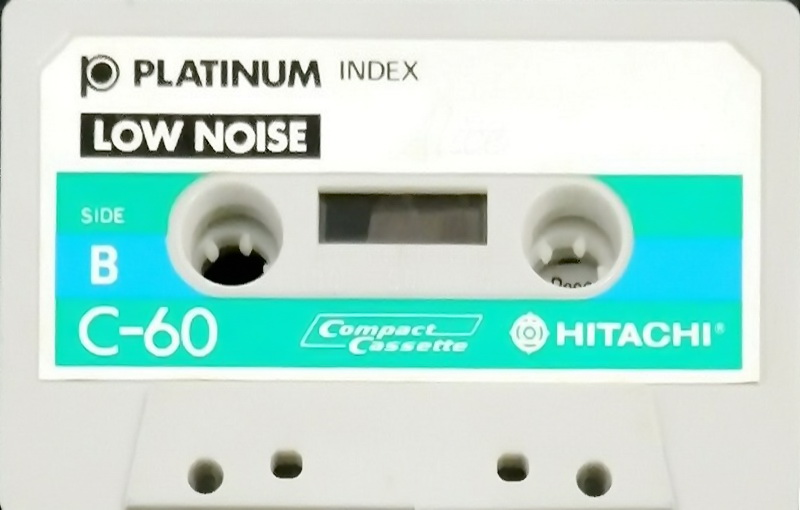 PLATINUM INDEX
LOW NOISE
SIDE
B
C-60
Compact Cassette
HITACHI®